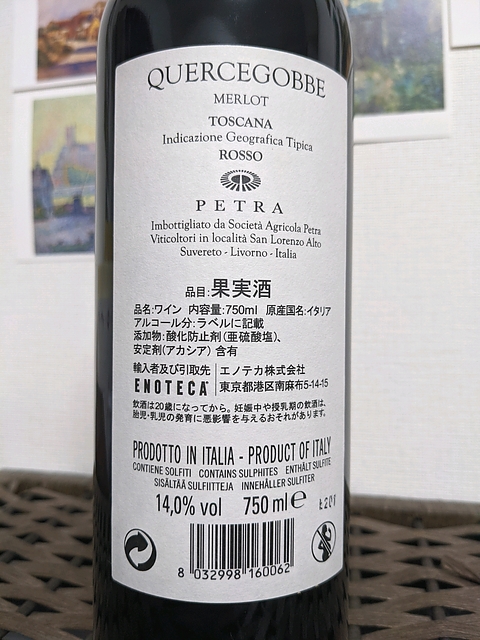 QUERCEGOBBE
MERLOT
TOSCANA
Indicazione Geografica Tipica
ROSSO
PETRA
Imbottigliato da Società Agricola Petra
Viticoltori in località San Lorenzo Alto
Suvereto - Livorno - Italia
品目:果実酒
品名:ワイン 内容量:750ml 原産国名:イタリア
アルコール分:ラベルに記載
添加物:酸化防止剤(亜硫酸塩)、
安定剤(アカシア)含有
輸入者及び引取先 エノテカ株式会社
ENOTECA 東京都港区南麻布5-14-15
飲酒は20歳になってから。妊娠中や授乳期の飲酒は、
胎児・乳児の発育に悪影響を与えるおそれがあります。
PRODOTTO IN ITALIA - PRODUCT OF ITALY
CONTIENE SOLFITI CONTAINS SULPHITES ENTHÄLT SULFITE
SISÄLTÄÄ SULFIITTEJA INNEHÅLLER SULFITER
14,0% vol 750 ml e
8 032998 160062